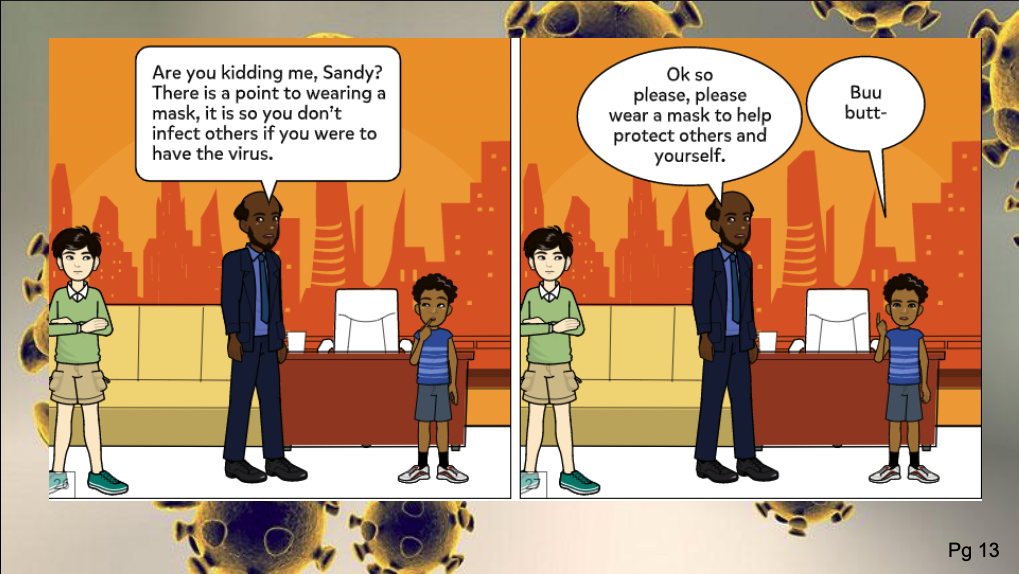 Are you kidding me, Sandy?
There is a point to wearing a
mask, it is so you don't
infect others if you were to
have the virus.
26
Ok so
please, please
wear a mask to help
protect others and
yourself.
Buu
butt-
27
Pg 13